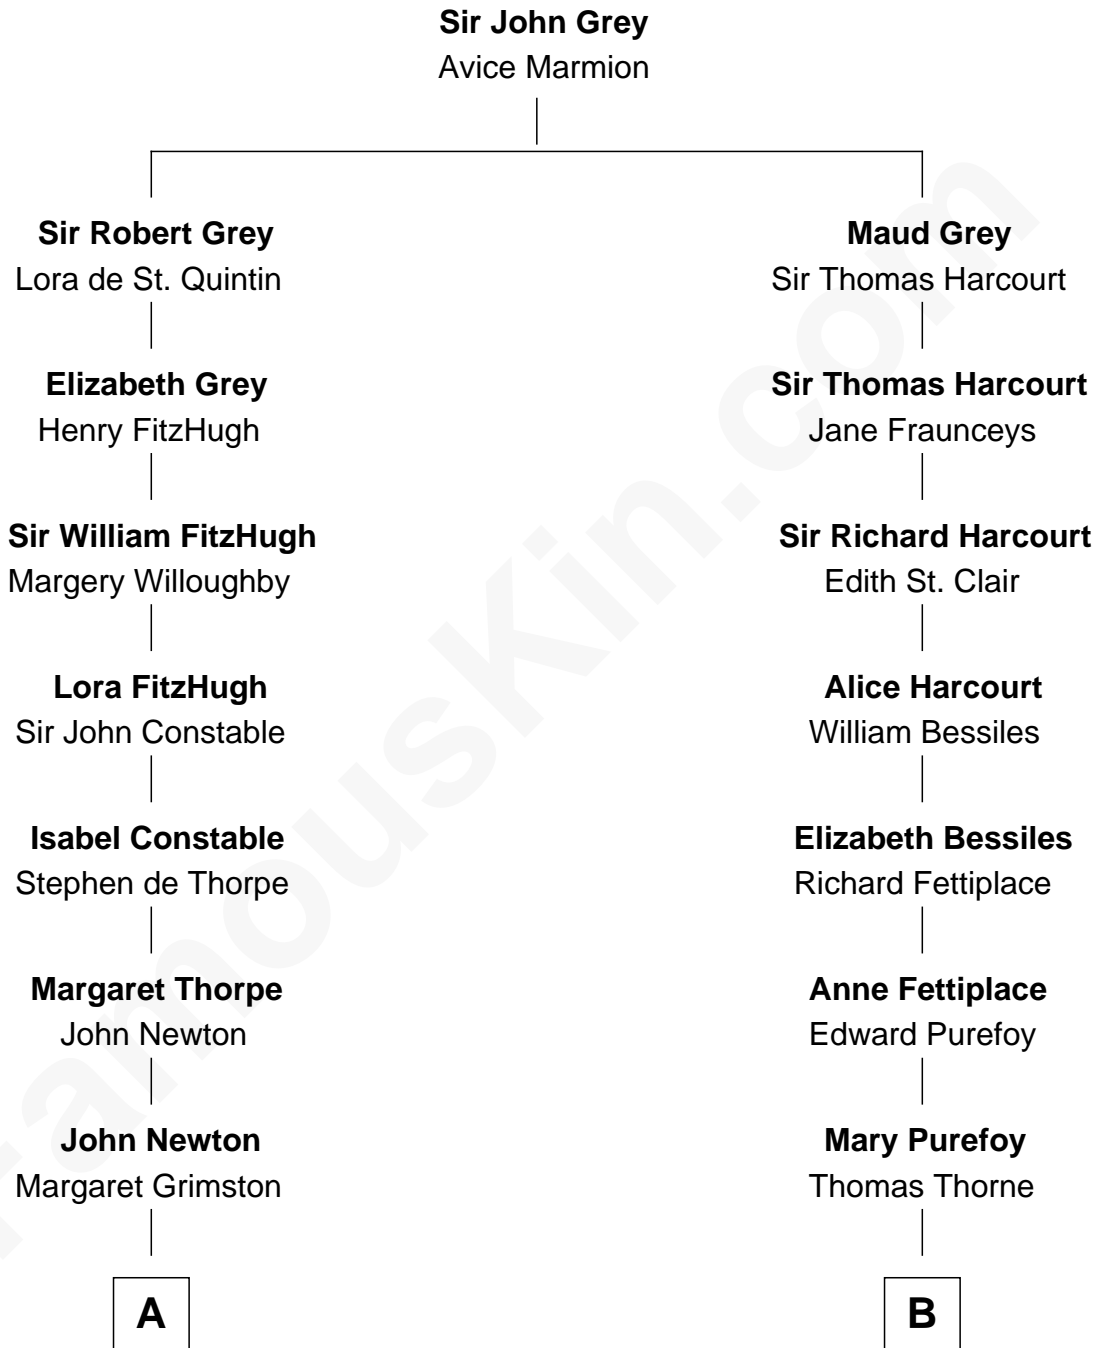 Sir John Grey
Avice Marmion
Sir Robert Grey
Lora de St. Quintin
Elizabeth Grey
Henry FitzHugh
Sir William FitzHugh
Margery Willoughby
Lora FitzHugh
Sir John Constable
Isabel Constable
Stephen de Thorpe
Margaret Thorpe
John Newton
John Newton
Margaret Grimston
A
Maud Grey
Sir Thomas Harcourt
Sir Thomas Harcourt
Jane Fraunceys
Sir Richard Harcourt
Edith St. Clair
Alice Harcourt
William Bessiles
Elizabeth Bessiles
Richard Fettiplace
Anne Fettiplace
Edward Purefoy
Mary Purefoy
Thomas Thorne
B
FamousKin.com